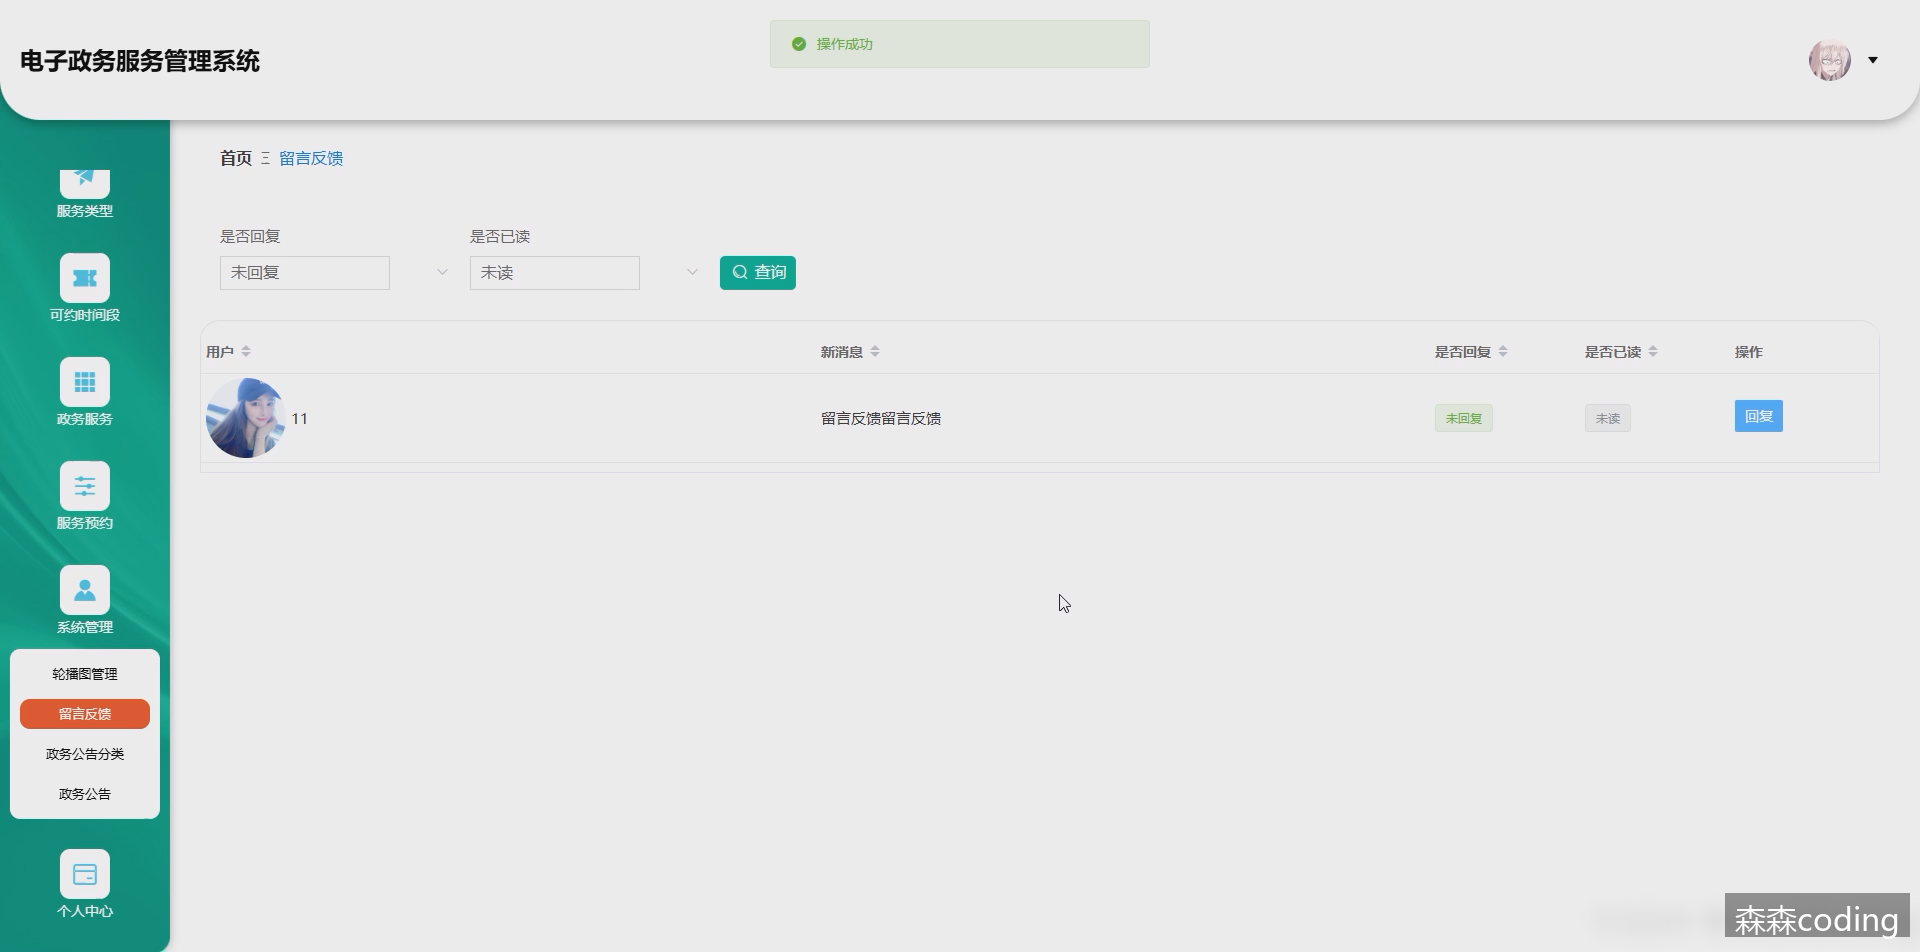 电子政务服务管理系统
操作成功
首页 Ξ 留言反馈
服务类型
可约时间段
政务服务
服务预约
系统管理
轮播图管理
留言反馈
政务公告分类
政务公告
个人中心
是否回复 是否已读
未回复 未读 查询
用户 新消息 是否回复 是否已读 操作
11 留言反馈留言反馈 未回复 未读 回复
森森coding